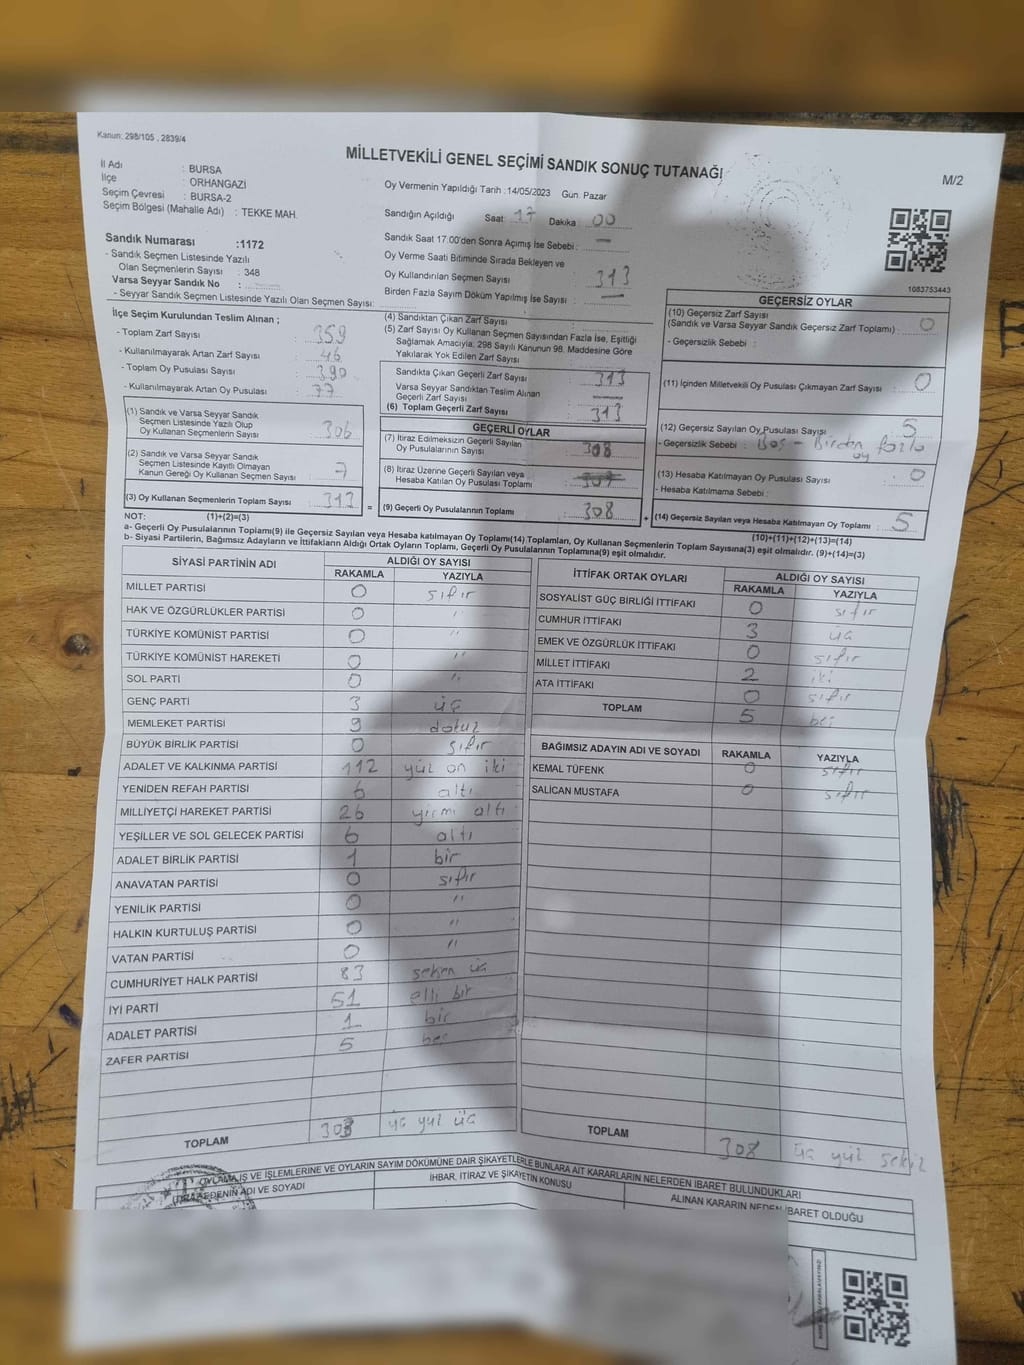 Kanun: 298/105 , 2839/4
MİLLETVEKİLİ GENEL SEÇİMİ SANDIK SONUÇ TUTANAĞI
M/2
İl Adı : BURSA
İlçe : ORHANGAZİ
Seçim Çevresi : BURSA-2
Seçim Bölgesi (Mahalle Adı) : TEKKE MAH.
Oy Vermenin Yapıldığı Tarih : 14/05/2023 Gün. Pazar
Sandığın Açıldığı Saat: 17 Dakika 00
Sandık Saat 17.00'den Sonra Açımış İse Sebebi : —
Oy Verme Saati Bitiminde Sırada Bekleyen ve
Oy Kullandırılan Seçmen Sayısı : 313
Birden Fazla Sayım Döküm Yapılmış İse Sayısı : —
Sandık Numarası :1172
- Sandık Seçmen Listesinde Yazılı
Olan Seçmenlerin Sayısı : 348
Varsa Seyyar Sandık No :
- Seyyar Sandık Seçmen Listesinde Yazılı Olan Seçmen Sayısı:
1083753443
İlçe Seçim Kurulundan Teslim Alınan ;
- Toplam Zarf Sayısı : 359
- Kullanılmayarak Artan Zarf Sayısı : 46
- Toplam Oy Pusulası Sayısı : 390
- Kullanılmayarak Artan Oy Pusulası : 77
(1) Sandık ve Varsa Seyyar Sandık
Seçmen Listesinde Yazılı Olup
Oy Kullanan Seçmenlerin Sayısı : 306
(2) Sandık ve Varsa Seyyar Sandık
Seçmen Listesinde Kayıtlı Olmayan
Kanun Gereği Oy Kullanan Seçmen Sayısı : 7
(3) Oy Kullanan Seçmenlerin Toplam Sayısı : 313
(4) Sandıktan Çıkan Zarf Sayısı :
(5) Zarf Sayısı Oy Kullanan Seçmen Sayısından Fazla İse, Eşitliği
Sağlamak Amacıyla; 298 Sayılı Kanunun 98. Maddesine Göre
Yakılarak Yok Edilen Zarf Sayısı :
Sandıkta Çıkan Geçerli Zarf Sayısı : 313
Varsa Seyyar Sandıktan Teslim Alınan
Geçerli Zarf Sayısı :
(6) Toplam Geçerli Zarf Sayısı : 313
GEÇERLİ OYLAR
(7) İtiraz Edilmeksizin Geçerli Sayılan
Oy Pusulalarının Sayısı : 308
(8) İtiraz Üzerine Geçerli Sayılan veya
Hesaba Katılan Oy Pusulası Toplamı :
= (9) Geçerli Oy Pusulalarının Toplamı : 308
GEÇERSİZ OYLAR
(10) Geçersiz Zarf Sayısı
(Sandık ve Varsa Seyyar Sandık Geçersiz Zarf Toplamı) : 0
- Geçersizlik Sebebi :
(11) İçinden Milletvekili Oy Pusulası Çıkmayan Zarf Sayısı : 0
(12) Geçersiz Sayılan Oy Pusulası Sayısı : 5
- Geçersizlik Sebebi : Boş - Birden fazla
oy
(13) Hesaba Katılmayan Oy Pusulası Sayısı : 0
- Hesaba Katılmama Sebebi :
+ (14) Geçersiz Sayılan veya Hesaba Katılmayan Oy Toplamı : 5
NOT: (1)+(2)=(3)
(10)+(11)+(12)+(13)=(14)
a- Geçerli Oy Pusulalarının Toplamı(9) ile Geçersiz Sayılan veya Hesaba katılmayan Oy Toplamı(14) Toplamları, Oy Kullanan Seçmenlerin Toplam Sayısına(3) eşit olmalıdır. (9)+(14)=(3)
b- Siyasi Partilerin, Bağımsız Adayların ve İttifakların Aldığı Ortak Oyların Toplamı, Geçerli Oy Pusulalarının Toplamına(9) eşit olmalıdır.
SİYASİ PARTİNİN ADI ALDIĞI OY SAYISI
RAKAMLA YAZIYLA
MİLLET PARTİSİ 0 sıfır
HAK VE ÖZGÜRLÜKLER PARTİSİ 0 "
TÜRKİYE KOMÜNİST PARTİSİ 0 "
TÜRKİYE KOMÜNİST HAREKETİ 0 "
SOL PARTİ 0 "
GENÇ PARTİ 3 üç
MEMLEKET PARTİSİ 9 dokuz
BÜYÜK BİRLİK PARTİSİ 0 sıfır
ADALET VE KALKINMA PARTİSİ 112 yüz on iki
YENİDEN REFAH PARTİSİ 6 altı
MİLLİYETÇİ HAREKET PARTİSİ 26 yirmi altı
YEŞİLLER VE SOL GELECEK PARTİSİ 6 altı
ADALET BİRLİK PARTİSİ 1 bir
ANAVATAN PARTİSİ 0 sıfır
YENİLİK PARTİSİ 0 "
HALKIN KURTULUŞ PARTİSİ 0 "
VATAN PARTİSİ 0 "
CUMHURİYET HALK PARTİSİ 83 seksen üç
İYİ PARTİ 51 elli bir
ADALET PARTİSİ 1 bir
ZAFER PARTİSİ 5 beş
TOPLAM 303 üç yüz üç
İTTİFAK ORTAK OYLARI ALDIĞI OY SAYISI
RAKAMLA YAZIYLA
SOSYALİST GÜÇ BİRLİĞİ İTTİFAKI 0 sıfır
CUMHUR İTTİFAKI 3 üç
EMEK VE ÖZGÜRLÜK İTTİFAKI 0 sıfır
MİLLET İTTİFAKI 2 iki
ATA İTTİFAKI 0 sıfır
TOPLAM 5 beş
BAĞIMSIZ ADAYIN ADI VE SOYADI RAKAMLA YAZIYLA
KEMAL TÜFENK 0 sıfır
SALİCAN MUSTAFA 0 sıfır
TOPLAM 308 üç yüz sekiz
OYLAMA İŞ VE İŞLEMLERİNE VE OYLARIN SAYIM DÖKÜMÜNE DAİR ŞİKAYETLERLE BUNLARA AİT KARARLARIN NELERDEN İBARET BULUNDUKLARI
İTİRAZ EDENİN ADI VE SOYADI
İHBAR, İTİRAZ VE ŞİKAYETİN KONUSU
ALINAN KARARIN NEDEN İBARET OLDUĞU